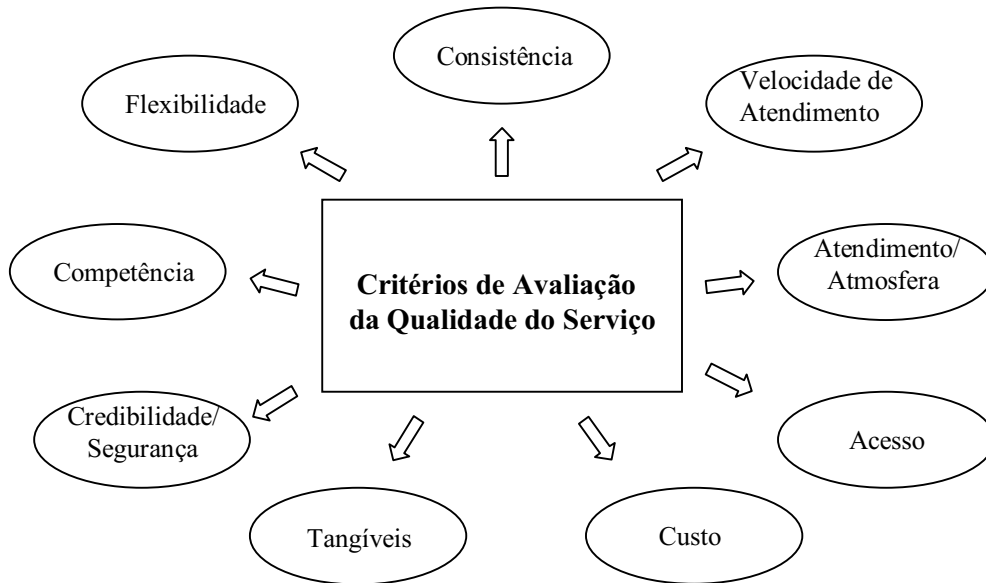 Consistência
Velocidade de
Atendimento
Flexibilidade
Atendimento/
Atmosfera
Competência
Critérios de Avaliação
da Qualidade do Serviço
Credibilidade/
Segurança
Acesso
Tangíveis
Custo